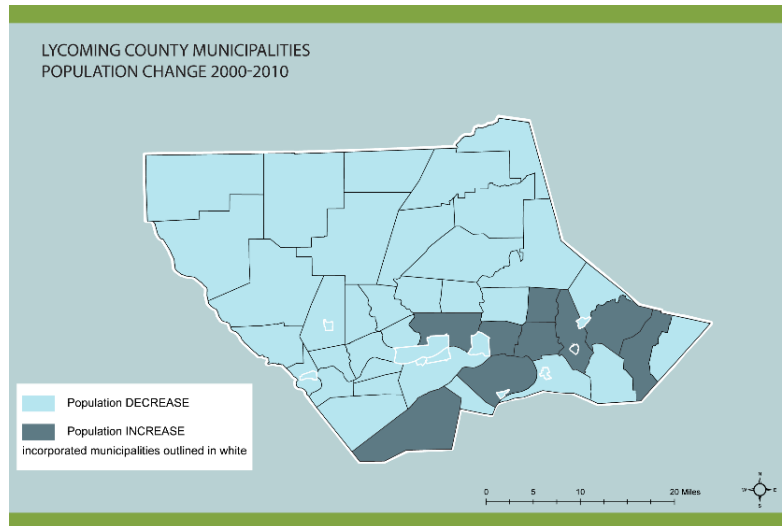 LYCOMING COUNTY MUNICIPALITIES
POPULATION CHANGE 2000-2010
Population DECREASE
Population INCREASE
incorporated municipalities outlined in white
0 5 10 20 Miles
N
W E
S